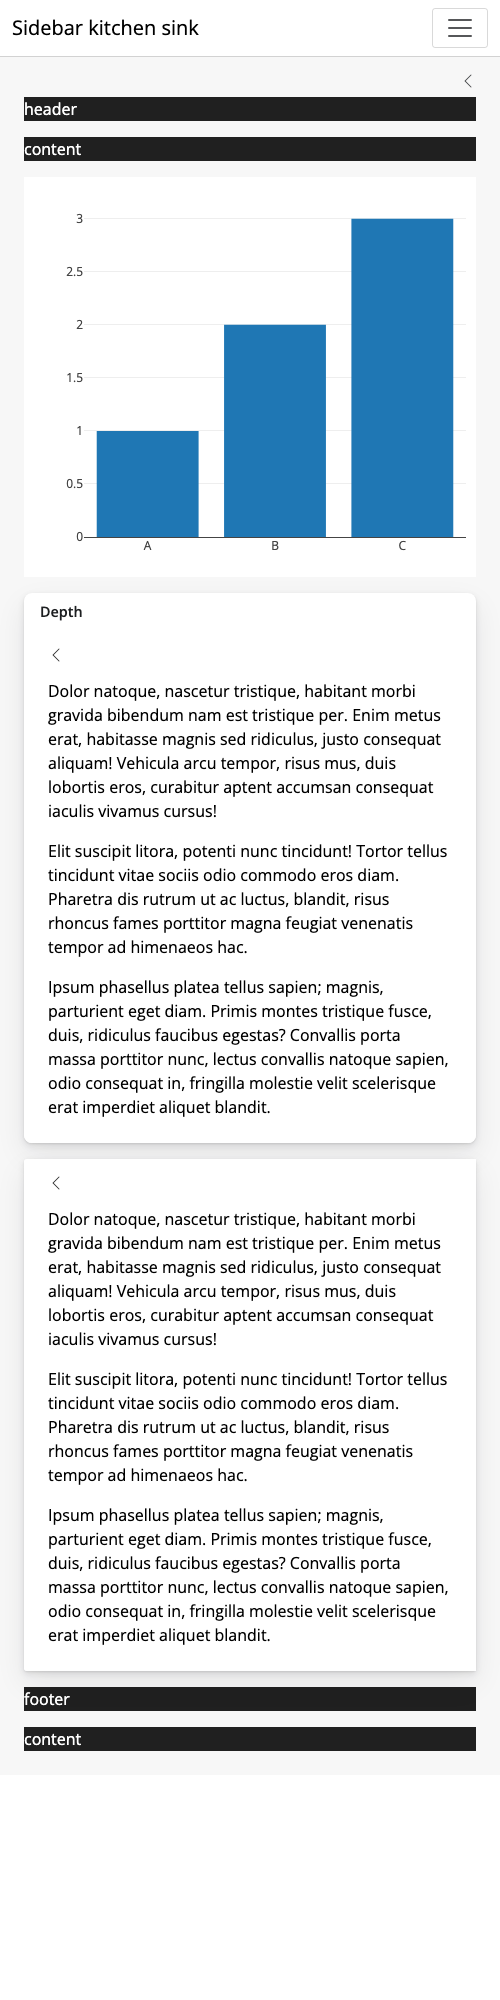 Sidebar kitchen sink
header
content
3
2.5
2
1.5
1
0.5
0
A B C
Depth
Dolor natoque, nascetur tristique, habitant morbi
gravida bibendum nam est tristique per. Enim metus
erat, habitasse magnis sed ridiculus, justo consequat
aliquam! Vehicula arcu tempor, risus mus, duis
lobortis eros, curabitur aptent accumsan consequat
iaculis vivamus cursus!
Elit suscipit litora, potenti nunc tincidunt! Tortor tellus
tincidunt vitae sociis odio commodo eros diam.
Pharetra dis rutrum ut ac luctus, blandit, risus
rhoncus fames porttitor magna feugiat venenatis
tempor ad himenaeos hac.
Ipsum phasellus platea tellus sapien; magnis,
parturient eget diam. Primis montes tristique fusce,
duis, ridiculus faucibus egestas? Convallis porta
massa porttitor nunc, lectus convallis natoque sapien,
odio consequat in, fringilla molestie velit scelerisque
erat imperdiet aliquet blandit.
Dolor natoque, nascetur tristique, habitant morbi
gravida bibendum nam est tristique per. Enim metus
erat, habitasse magnis sed ridiculus, justo consequat
aliquam! Vehicula arcu tempor, risus mus, duis
lobortis eros, curabitur aptent accumsan consequat
iaculis vivamus cursus!
Elit suscipit litora, potenti nunc tincidunt! Tortor tellus
tincidunt vitae sociis odio commodo eros diam.
Pharetra dis rutrum ut ac luctus, blandit, risus
rhoncus fames porttitor magna feugiat venenatis
tempor ad himenaeos hac.
Ipsum phasellus platea tellus sapien; magnis,
parturient eget diam. Primis montes tristique fusce,
duis, ridiculus faucibus egestas? Convallis porta
massa porttitor nunc, lectus convallis natoque sapien,
odio consequat in, fringilla molestie velit scelerisque
erat imperdiet aliquet blandit.
footer
content